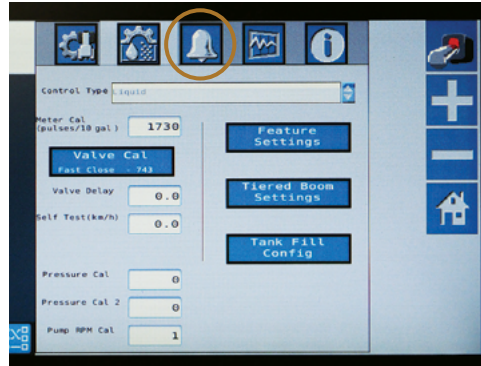 Control Type Liquid
Meter Cal
(pulses/10 gal) 1730
Valve Cal
Fast Close - 743
Valve Delay 0.0
Self Test(km/h) 0.0
Pressure Cal 0
Pressure Cal 2 0
Pump RPM Cal 1
Feature
Settings
Tiered Boom
Settings
Tank Fill
Config